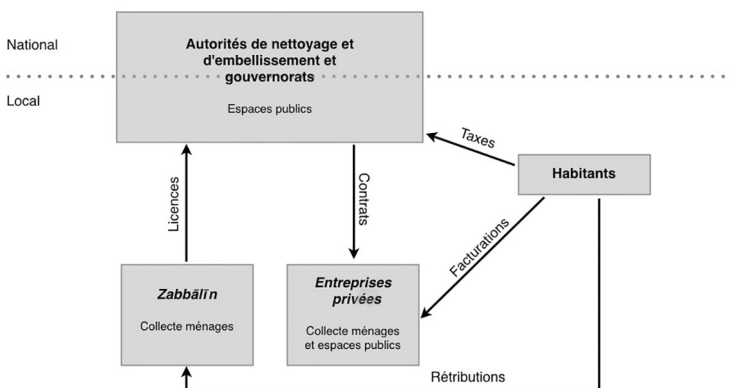 National
Autorités de nettoyage et
d'embellissement et
gouvernorats
Local
Espaces publics
Taxes
Habitants
Licences
Contrats
Facturations
Zabbālīn
Collecte ménages
Entreprises
privées
Collecte ménages
et espaces publics
Rétributions